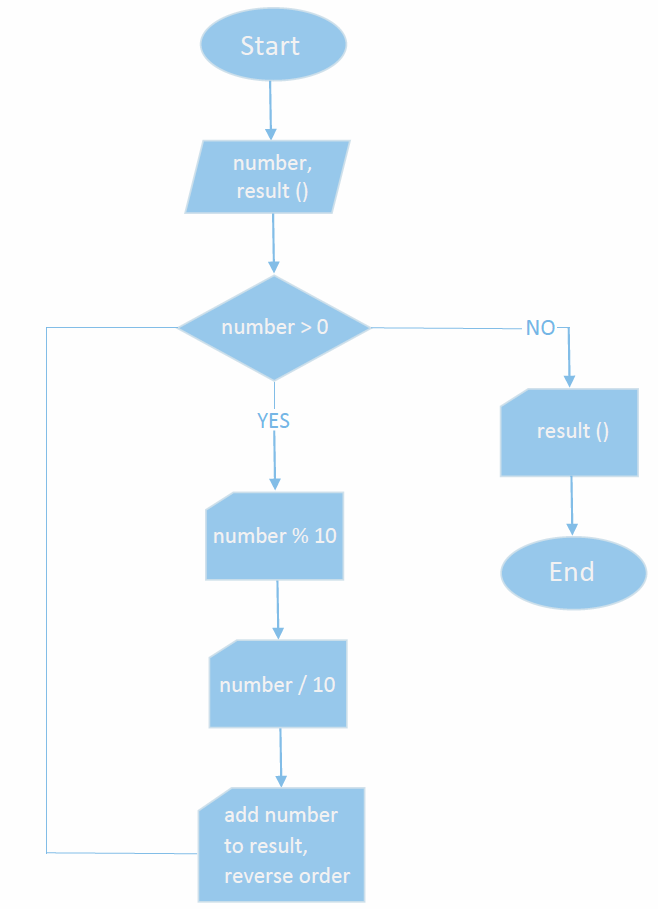 Start
number,
result ()
number > 0
NO
YES
result ()
number % 10
End
number / 10
add number
to result,
reverse order